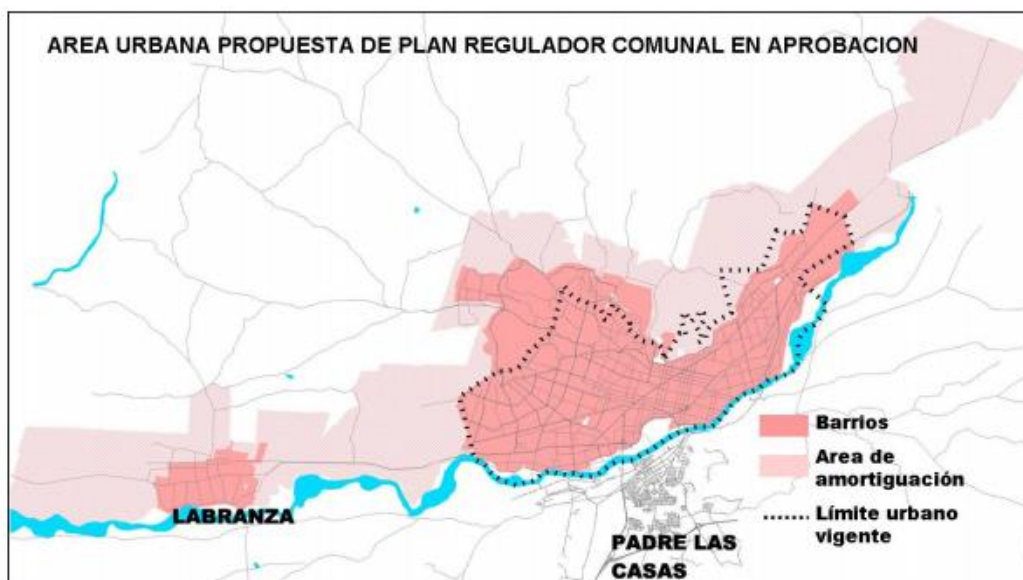 AREA URBANA PROPUESTA DE PLAN REGULADOR COMUNAL EN APROBACION
Barrios
Area de
amortiguación
Límite urbano
vigente
LABRANZA
PADRE LAS
CASAS